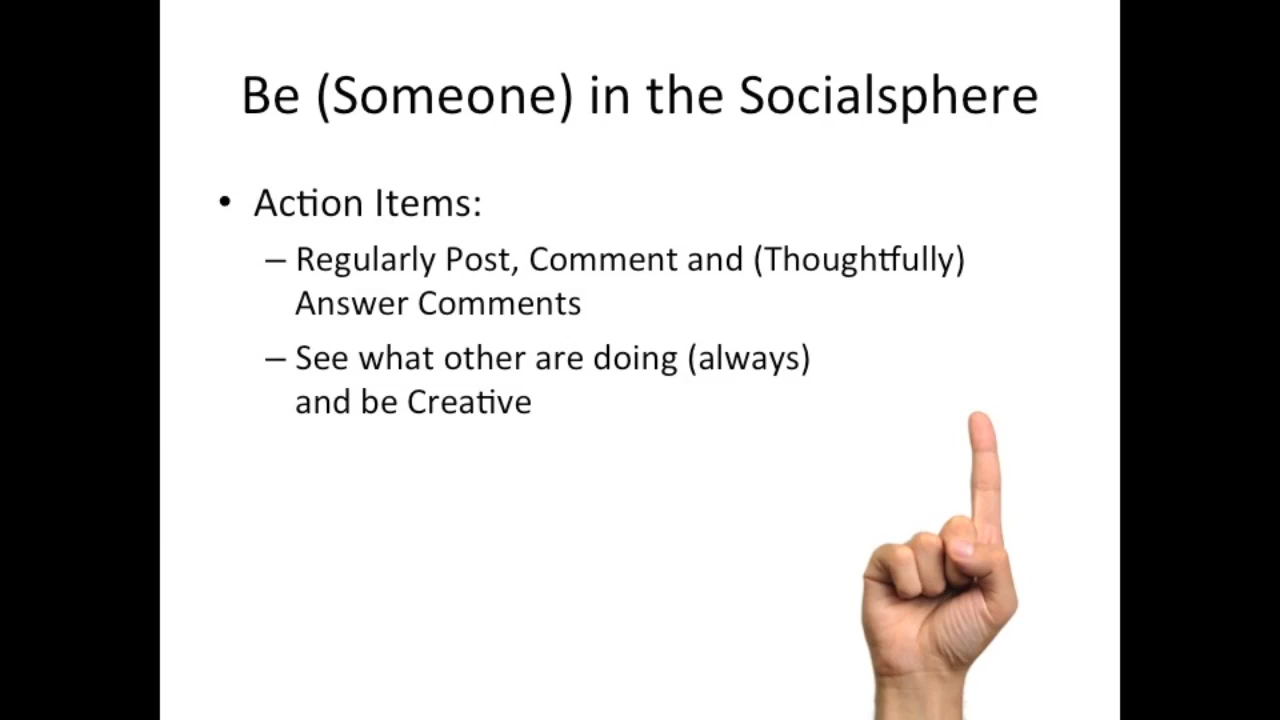 Be (Someone) in the Socialsphere
• Action Items:
– Regularly Post, Comment and (Thoughtfully)
Answer Comments
– See what other are doing (always)
and be Creative